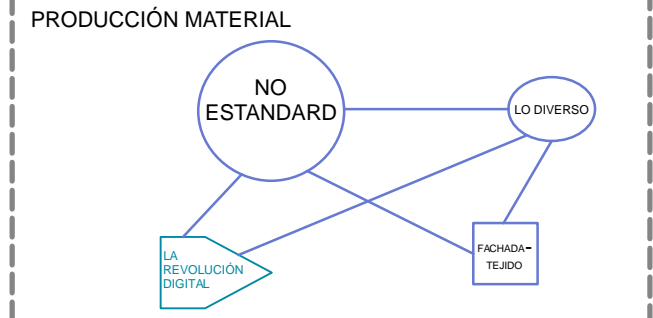 PRODUCCIÓN MATERIAL
NO
ESTANDARD
LO DIVERSO
LA
REVOLUCIÓN
DIGITAL
FACHADA-
TEJIDO